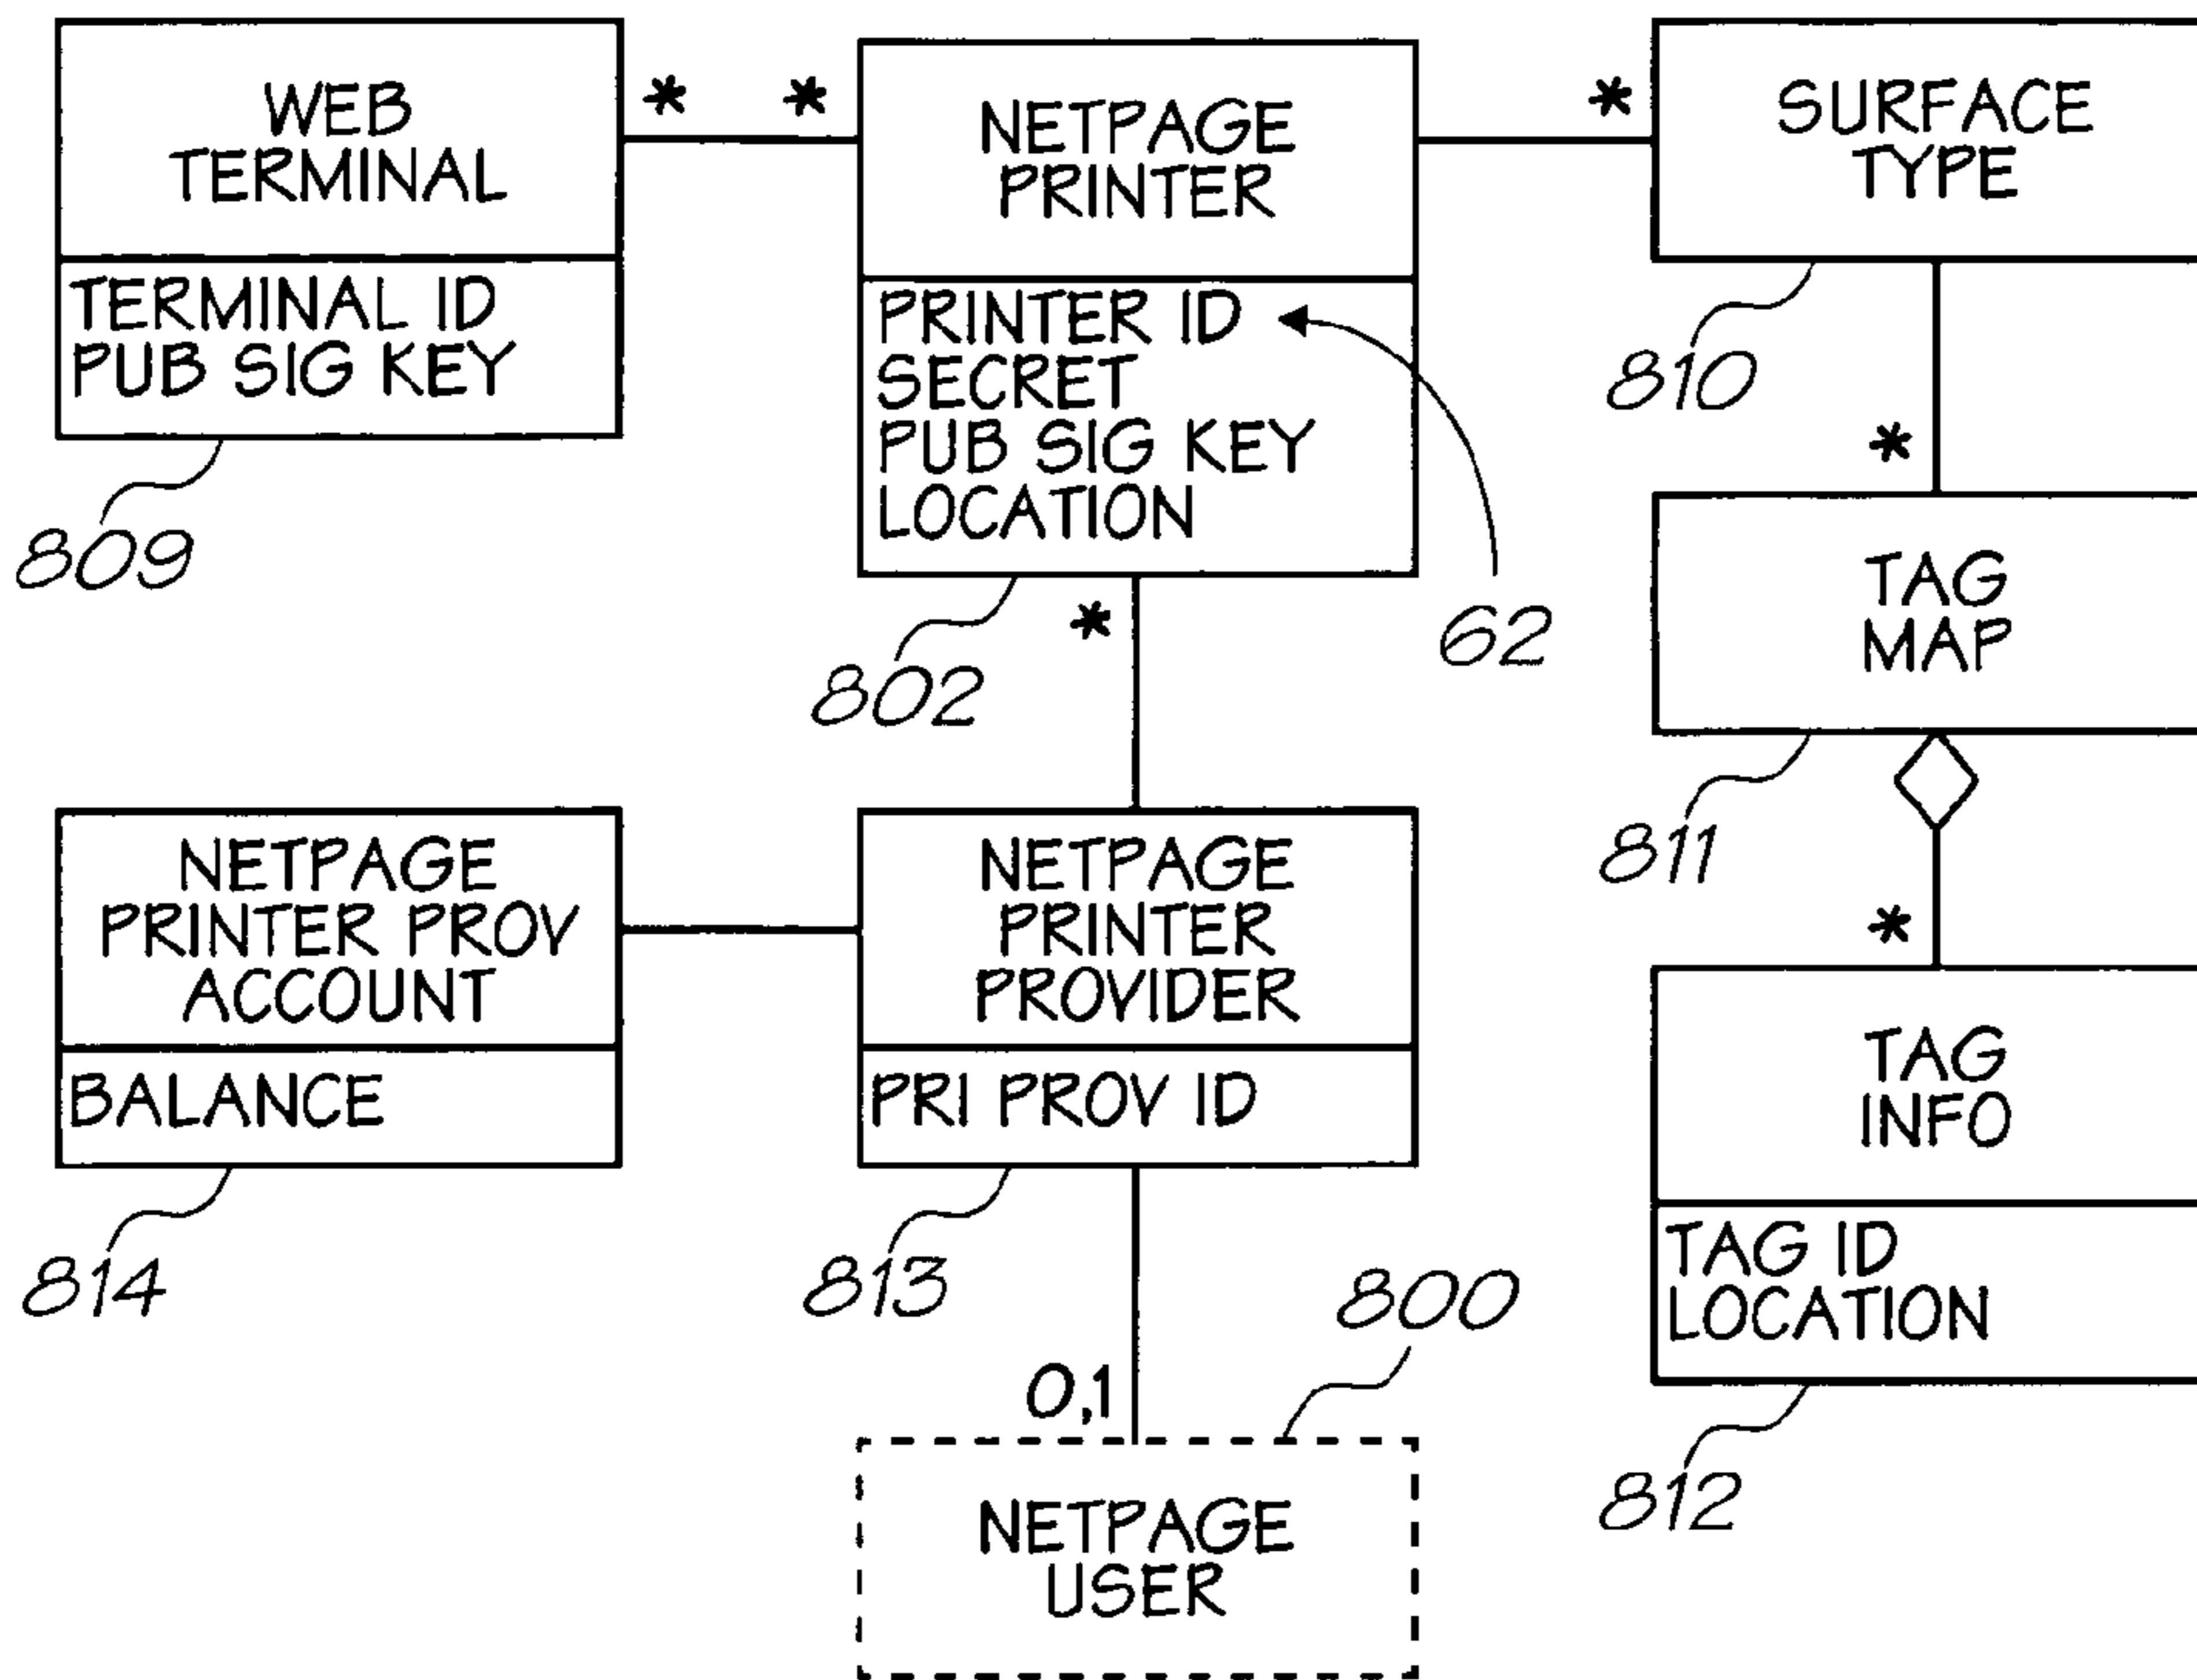 WEB
TERMINAL
TERMINAL ID
PUB SIG KEY
809
*
*
NETPAGE
PRINTER
PRINTER ID
SECRET
PUB SIG KEY
LOCATION
62
802
*
*
SURFACE
TYPE
810
*
TAG
MAP
811
*
TAG
INFO
TAG ID
LOCATION
812
NETPAGE
PRINTER PROV
ACCOUNT
BALANCE
814
NETPAGE
PRINTER
PROVIDER
PRI PROV ID
813
0,1
800
NETPAGE
USER